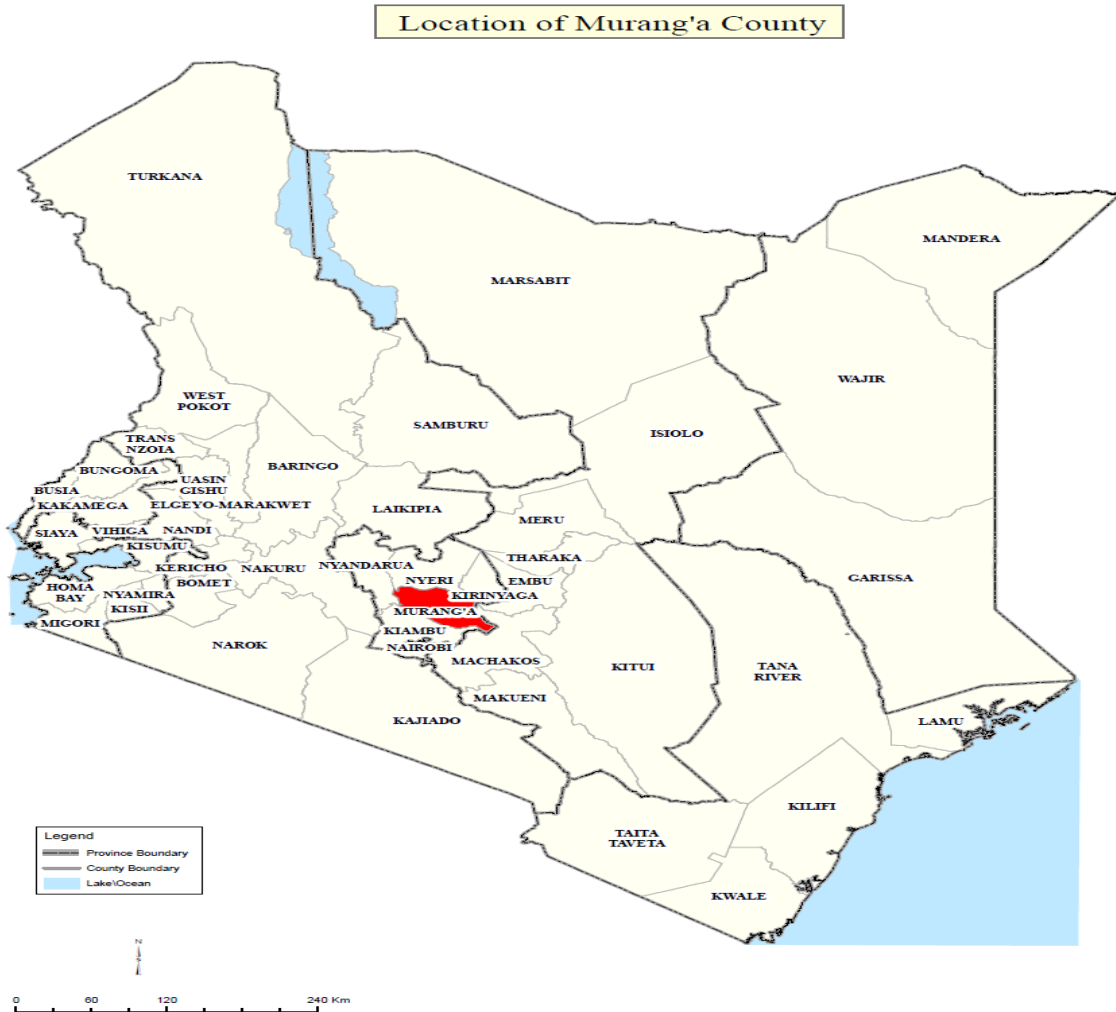 Location of Murang'a County
TURKANA
MANDERA
MARSABIT
WAJIR
WEST
POKOT
SAMBURU
ISIOLO
TRANS
NZOIA
BUNGOMA
BARINGO
UASIN
GISHU
BUSIA
KAKAMEGA
ELGEYO-MARAKWET
LAIKIPIA
MERU
SIAYA
VIHIGA
NANDI
KISUMU
THARAKA
KERICHO
NAKURU
NYANDARUA
GARISSA
BOMET
NYERI
EMBU
HOMA
BAY
NYAMIRA
KIRINYAGA
KISII
MURANG'A
MIGORI
KIAMBU
NAROK
NAIROBI
MACHAKOS
KITUI
TANA
RIVER
MAKUENI
KAJIADO
LAMU
KILIFI
TAITA
TAVETA
KWALE
Legend
Province Boundary
County Boundary
Lake\Ocean
N
0 60 120 240 Km